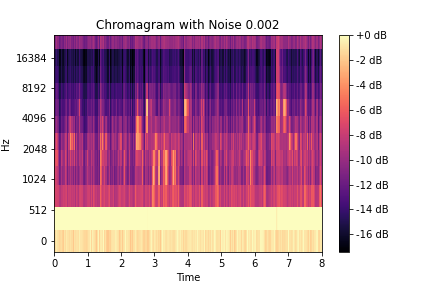 Chromagram with Noise 0.002
Hz
16384
8192
4096
2048
1024
512
0
0 1 2 3 4 5 6 7 8
Time
+0 dB
-2 dB
-4 dB
-6 dB
-8 dB
-10 dB
-12 dB
-14 dB
-16 dB